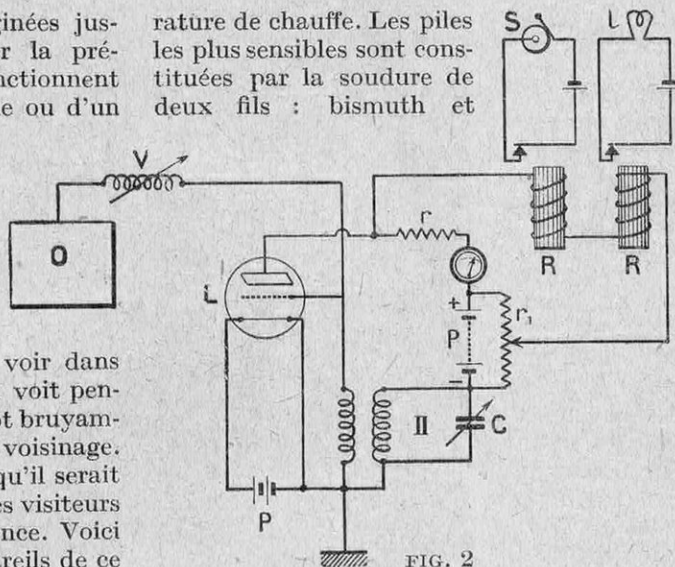 ginées jus-
r la pré-
nctionnent
e ou d'un
rature de chauffe. Les piles
les plus sensibles sont cons-
tituées par la soudure de
deux fils : bismuth et
S
l
V
O
r
R
R
L
+
P
r₁
−
II
C
P
voir dans
voit pen-
ot bruyam-
voisinage.
qu'il serait
es visiteurs
nce. Voici
reils de ce
FIG. 2